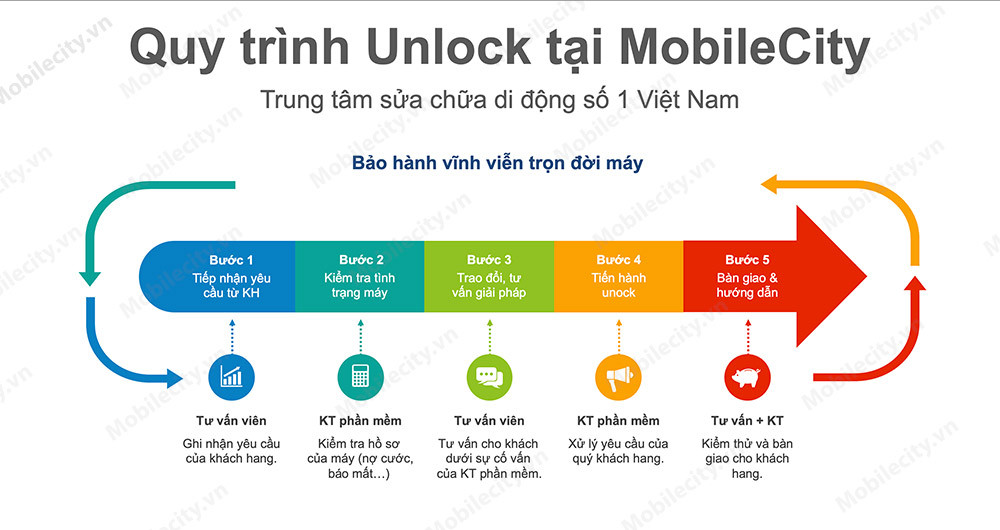 Quy trình Unlock tại MobileCity
Trung tâm sửa chữa di động số 1 Việt Nam
Bảo hành vĩnh viễn trọn đời máy
Bước 1
Tiếp nhận yêu
cầu từ KH
Bước 2
Kiểm tra tình
trạng máy
Bước 3
Trao đổi, tư
vấn giải pháp
Bước 4
Tiến hành
unock
Bước 5
Bàn giao &
hướng dẫn
Tư vấn viên
Ghi nhận yêu cầu
của khách hang.
KT phần mềm
Kiểm tra hồ sơ
của máy (nợ cước,
báo mất…)
Tư vấn viên
Tư vấn cho khách
dưới sự cố vấn
của KT phần mềm.
KT phần mềm
Xử lý yêu cầu của
quý khách hang.
Tư vấn + KT
Kiểm thử và bàn
giao cho khách
hang.
Mobilecity.vn